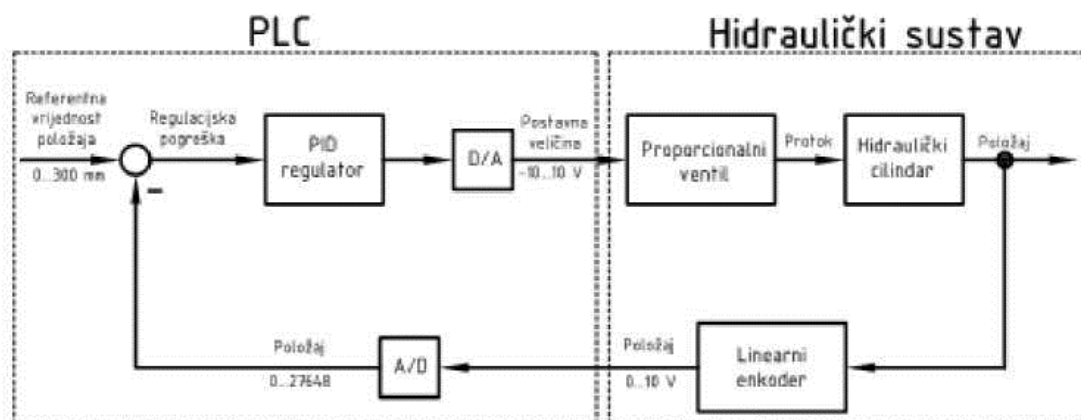 PLC
Hidraulički sustav
Referentna
vrijednost
položaja
0...300 mm
Regulacijska
pogreška
PID
regulator
D/A
Postavna
veličina
-10...10 V
Proporcionalni
ventil
Protok
Hidraulički
cilindar
Položaj
-
Položaj
0...27648
A/D
Položaj
0...10 V
Linearni
enkoder